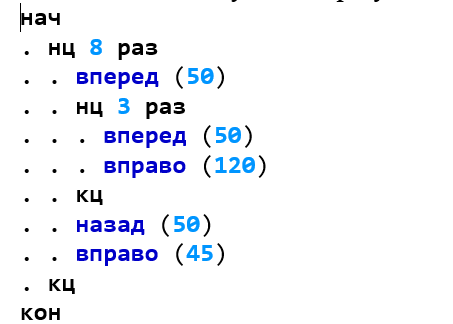 нач
. нц 8 раз
. . вперед (50)
. . нц 3 раз
. . . вперед (50)
. . . вправо (120)
. . кц
. . назад (50)
. . вправо (45)
. кц
кон